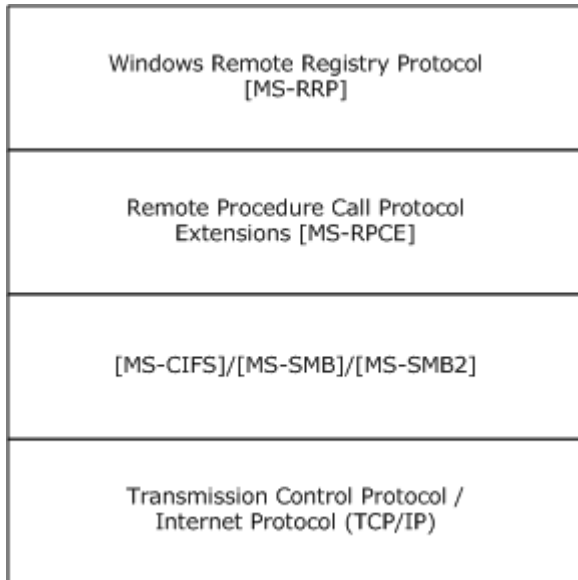 Windows Remote Registry Protocol
[MS-RRP]
Remote Procedure Call Protocol
Extensions [MS-RPCE]
[MS-CIFS]/[MS-SMB]/[MS-SMB2]
Transmission Control Protocol /
Internet Protocol (TCP/IP)